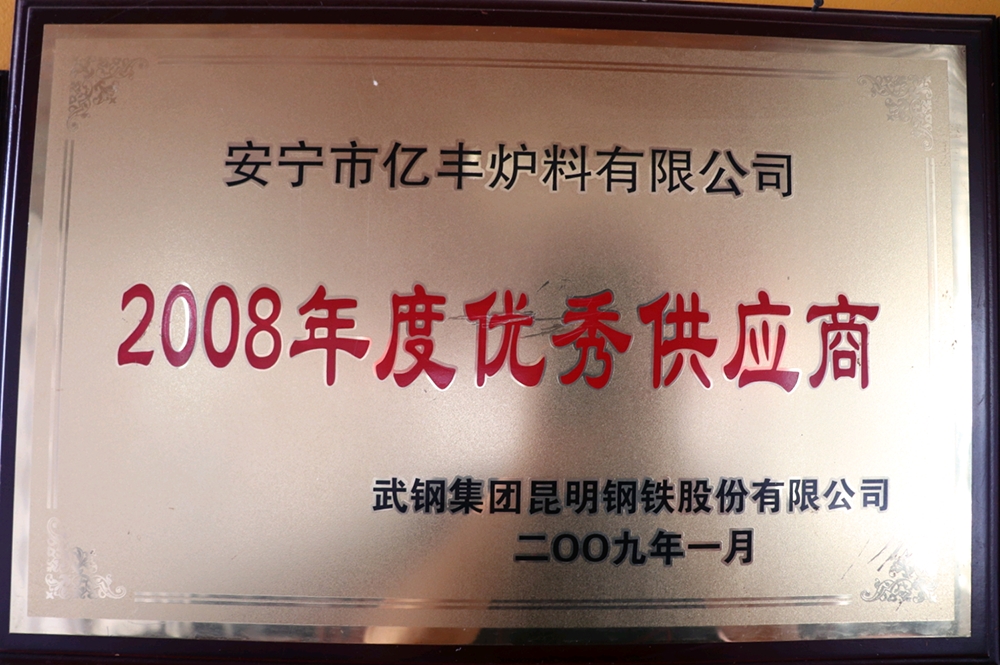 安宁市亿丰炉料有限公司
2008年度优秀供应商
武钢集团昆明钢铁股份有限公司
二〇〇九年一月